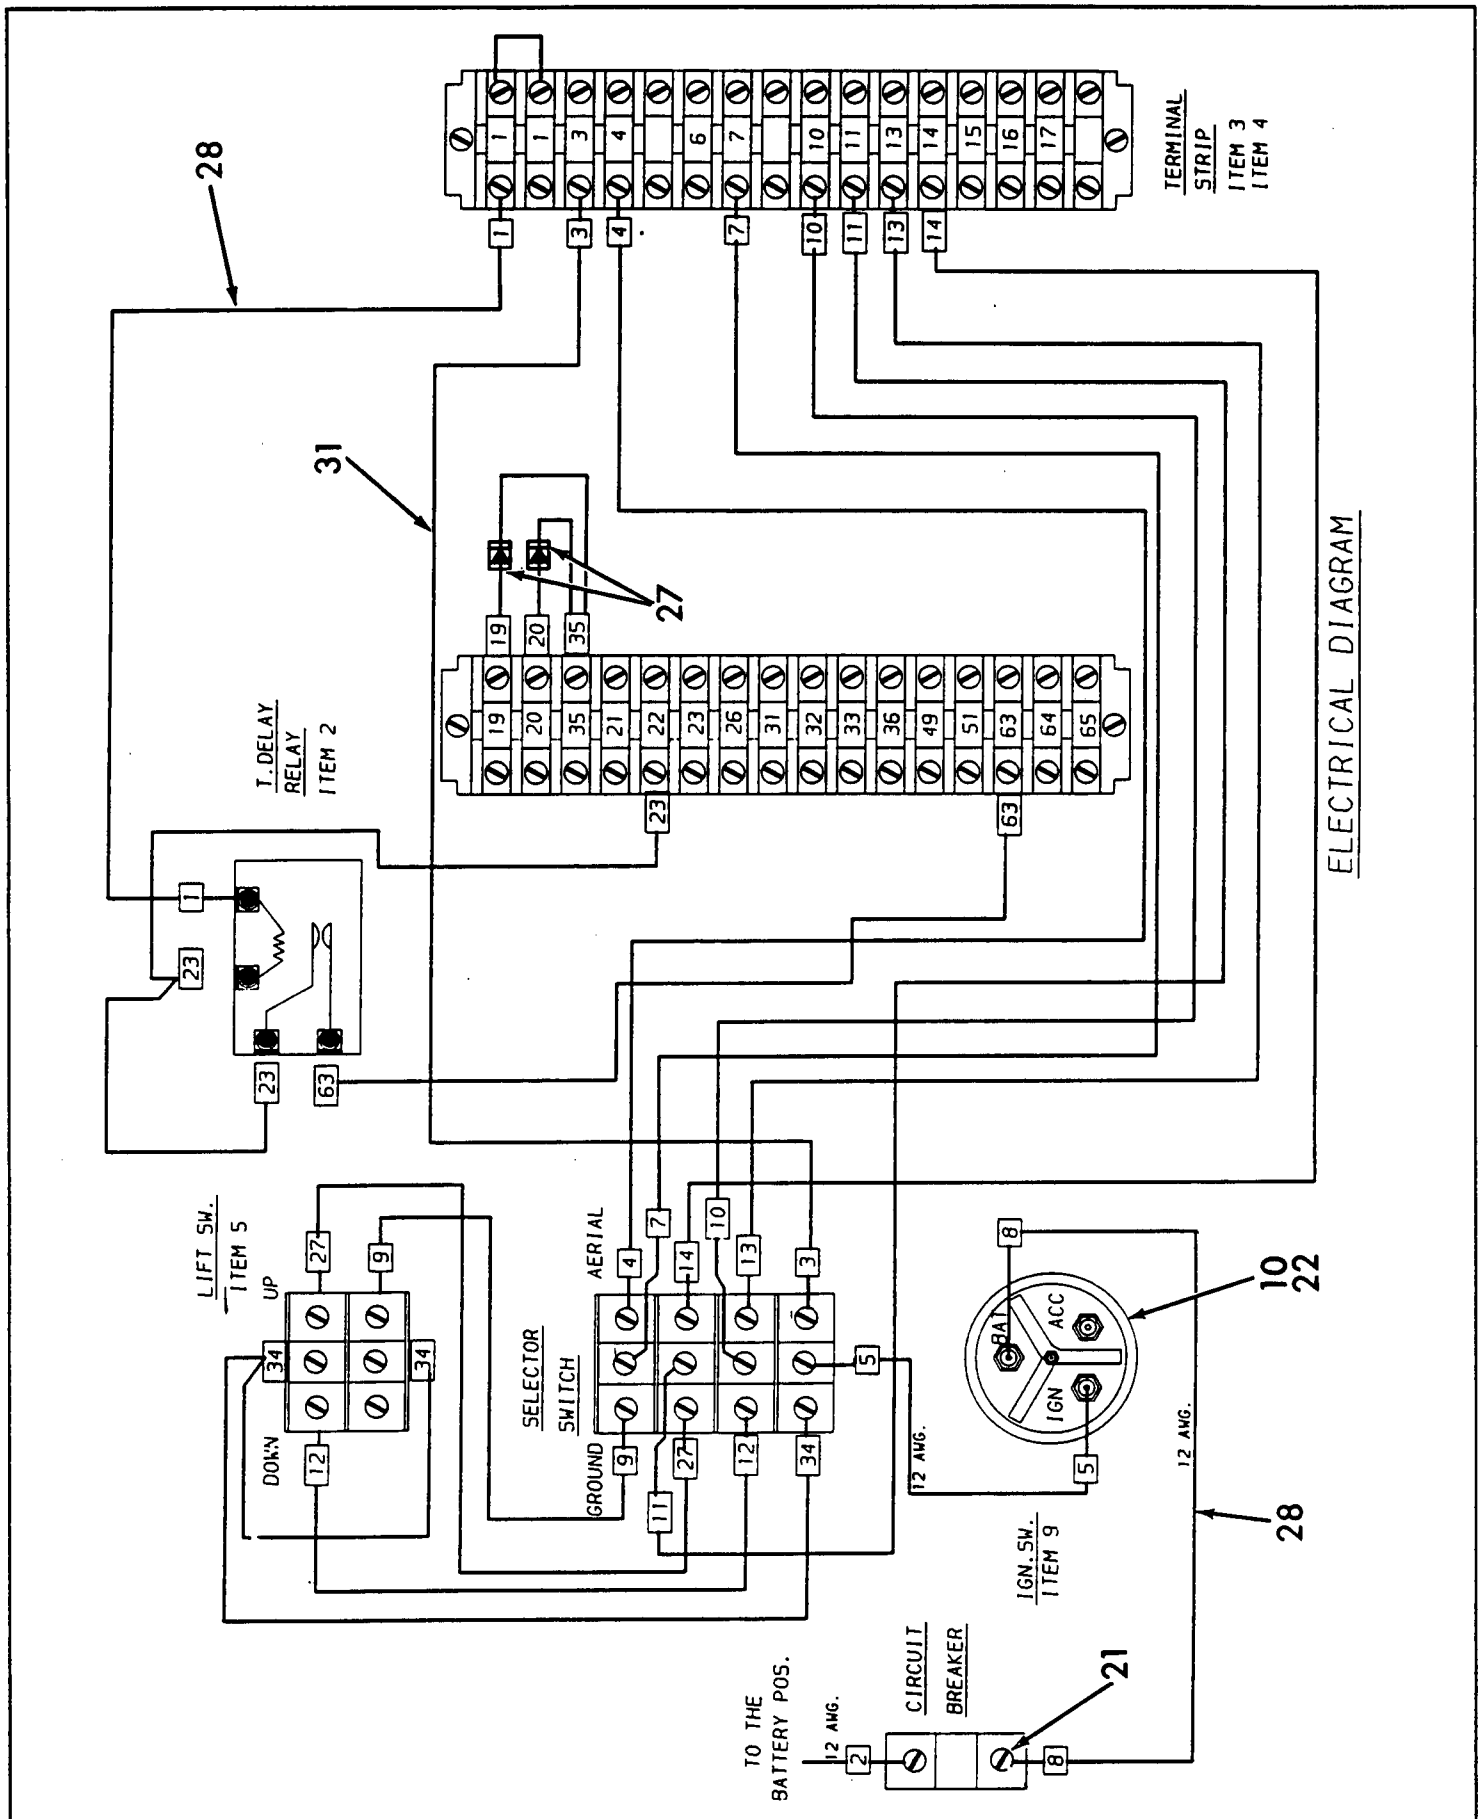 TO THE
BATTERY POS.
12 AWG.
2
CIRCUIT
BREAKER
8
21
28
12 AWG.
IGN.SW.
ITEM 9
BAT
IGN
ACC
8
5
12 AWG.
10
22
LIFT SW.
ITEM 5
DOWN
UP
34
12
27
9
34
SELECTOR
SWITCH
GROUND
AERIAL
9
4
7
11
27
14
10
12
13
34
3
5
T.DELAY
RELAY
ITEM 2
23
1
23
63
31
28
27
19
20
35
19
20
35
21
22
23
26
31
32
33
36
49
51
63
64
65
23
63
1
1
3
4
6
7
10
11
13
14
15
16
17
1
3
4
7
10
11
13
14
TERMINAL
STRIP
ITEM 3
ITEM 4
ELECTRICAL DIAGRAM